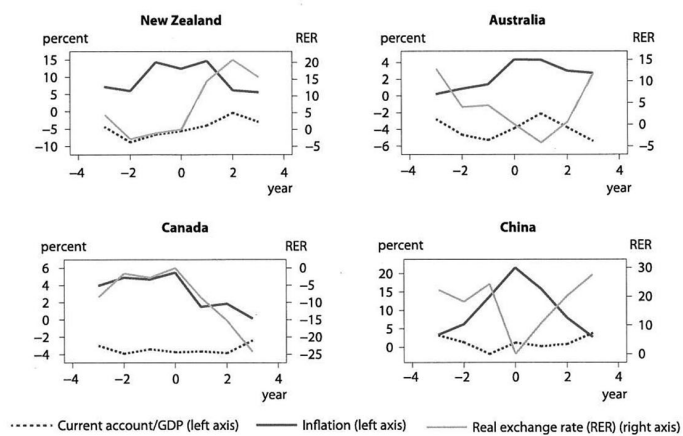 New Zealand
percent RER
15 20
10 15
5 10
0 5
−5 0
−10 −5
−4 −2 0 2 4
year
Australia
percent RER
4 15
2 10
0 5
−2 0
−4 −5
−6
−4 −2 0 2 4
year
Canada
percent RER
6 0
4 −5
2 −10
0 −15
−2 −20
−4 −25
−4 −2 0 2 4
year
China
percent RER
20 30
15 20
10 10
5 0
0
−4 −2 0 2 4
year
Current account/GDP (left axis) Inflation (left axis) Real exchange rate (RER) (right axis)